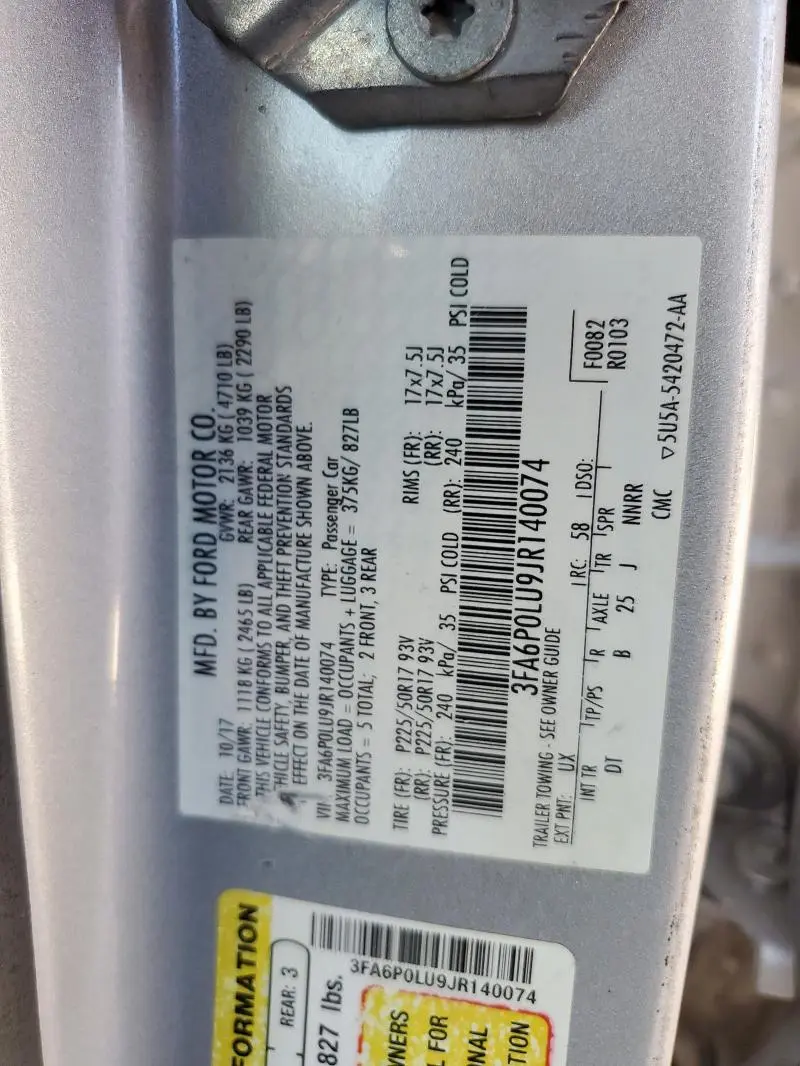 MFD. BY FORD MOTOR CO.
DATE: 10/17 GVWR: 2136 KG ( 4710 LB)
FRONT GAWR: 1118 KG ( 2465 LB) REAR GAWR: 1039 KG ( 2290 LB)
THIS VEHICLE CONFORMS TO ALL APPLICABLE FEDERAL MOTOR
HICLE SAFETY, BUMPER, AND THEFT PREVENTION STANDARDS
EFFECT ON THE DATE OF MANUFACTURE SHOWN ABOVE.
VIN: 3FA6P0LU9JR140074 TYPE: Passenger Car
MAXIMUM LOAD = OCCUPANTS + LUGGAGE = 375KG/ 827LB
OCCUPANTS = 5 TOTAL; 2 FRONT, 3 REAR
TIRE (FR): P225/50R17 93V RIMS (FR): 17x7.5J
(RR): P225/50R17 93V (RR): 17x7.5J
PRESSURE (FR): 240 kPa/ 35 PSI COLD (RR): 240 kPa/ 35 PSI COLD
3FA6P0LU9JR140074
TRAILER TOWING - SEE OWNER GUIDE
EXT PNT: UX RC: 58 DSO: F0082
INT TR TP/PS R AXLE TR SPR R0103
DT B 25 J NNRR
CMC ▽5U5A-5420472-AA
FORMATION
REAR: 3
827 lbs.
3FA6P0LU9JR140074
WNERS
L FOR
NAL
TION